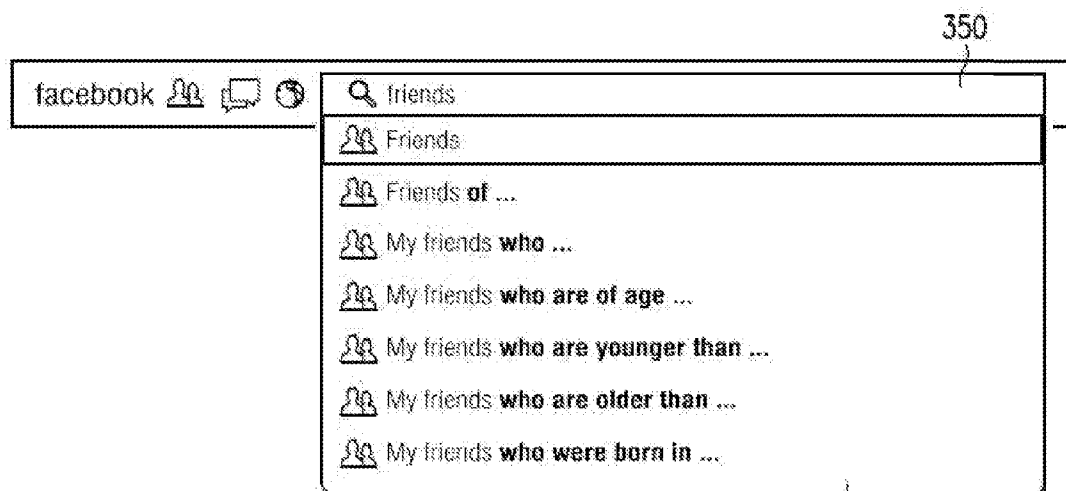 350
facebook friends
Friends
Friends of ...
My friends who ...
My friends who are of age ...
My friends who are younger than ...
My friends who are older than ...
My friends who were born in ...